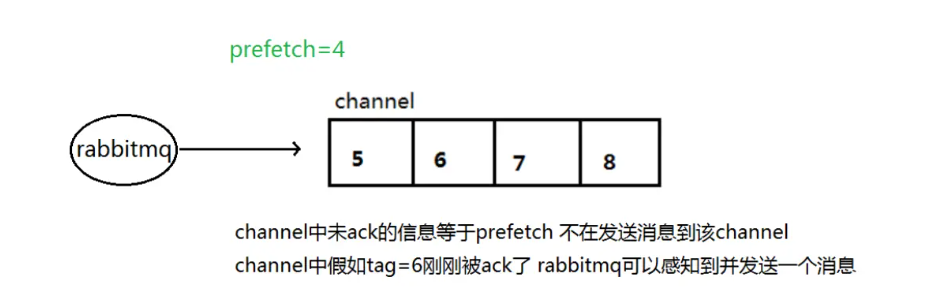 prefetch=4
channel
rabbitmq
5 6 7 8
channel中未ack的信息等于prefetch 不在发送消息到该channel
channel中假如tag=6刚刚被ack了 rabbitmq可以感知到并发送一个消息